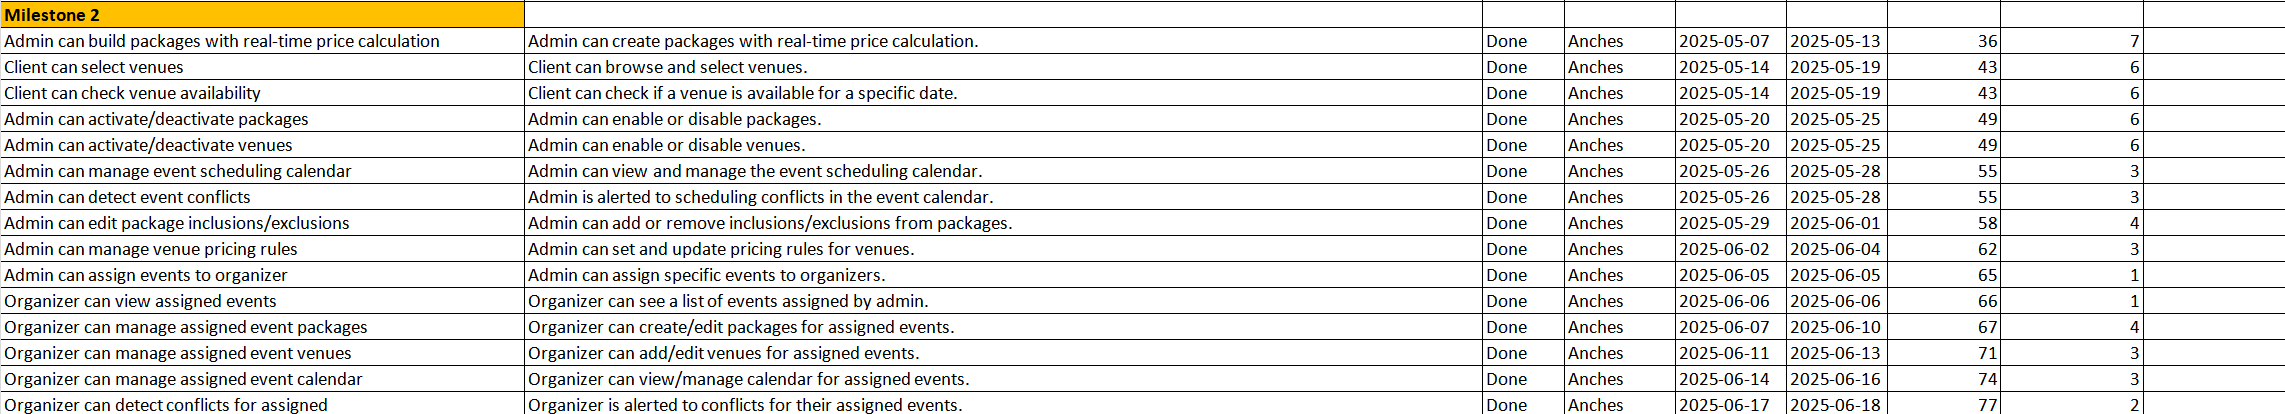 Milestone 2
Admin can build packages with real-time price calculation Admin can create packages with real-time price calculation. Done Anches 2025-05-07 2025-05-13 36 7
Client can select venues Client can browse and select venues. Done Anches 2025-05-14 2025-05-19 43 6
Client can check venue availability Client can check if a venue is available for a specific date. Done Anches 2025-05-14 2025-05-19 43 6
Admin can activate/deactivate packages Admin can enable or disable packages. Done Anches 2025-05-20 2025-05-25 49 6
Admin can activate/deactivate venues Admin can enable or disable venues. Done Anches 2025-05-20 2025-05-25 49 6
Admin can manage event scheduling calendar Admin can view and manage the event scheduling calendar. Done Anches 2025-05-26 2025-05-28 55 3
Admin can detect event conflicts Admin is alerted to scheduling conflicts in the event calendar. Done Anches 2025-05-26 2025-05-28 55 3
Admin can edit package inclusions/exclusions Admin can add or remove inclusions/exclusions from packages. Done Anches 2025-05-29 2025-06-01 58 4
Admin can manage venue pricing rules Admin can set and update pricing rules for venues. Done Anches 2025-06-02 2025-06-04 62 3
Admin can assign events to organizer Admin can assign specific events to organizers. Done Anches 2025-06-05 2025-06-05 65 1
Organizer can view assigned events Organizer can see a list of events assigned by admin. Done Anches 2025-06-06 2025-06-06 66 1
Organizer can manage assigned event packages Organizer can create/edit packages for assigned events. Done Anches 2025-06-07 2025-06-10 67 4
Organizer can manage assigned event venues Organizer can add/edit venues for assigned events. Done Anches 2025-06-11 2025-06-13 71 3
Organizer can manage assigned event calendar Organizer can view/manage calendar for assigned events. Done Anches 2025-06-14 2025-06-16 74 3
Organizer can detect conflicts for assigned Organizer is alerted to conflicts for their assigned events. Done Anches 2025-06-17 2025-06-18 77 2